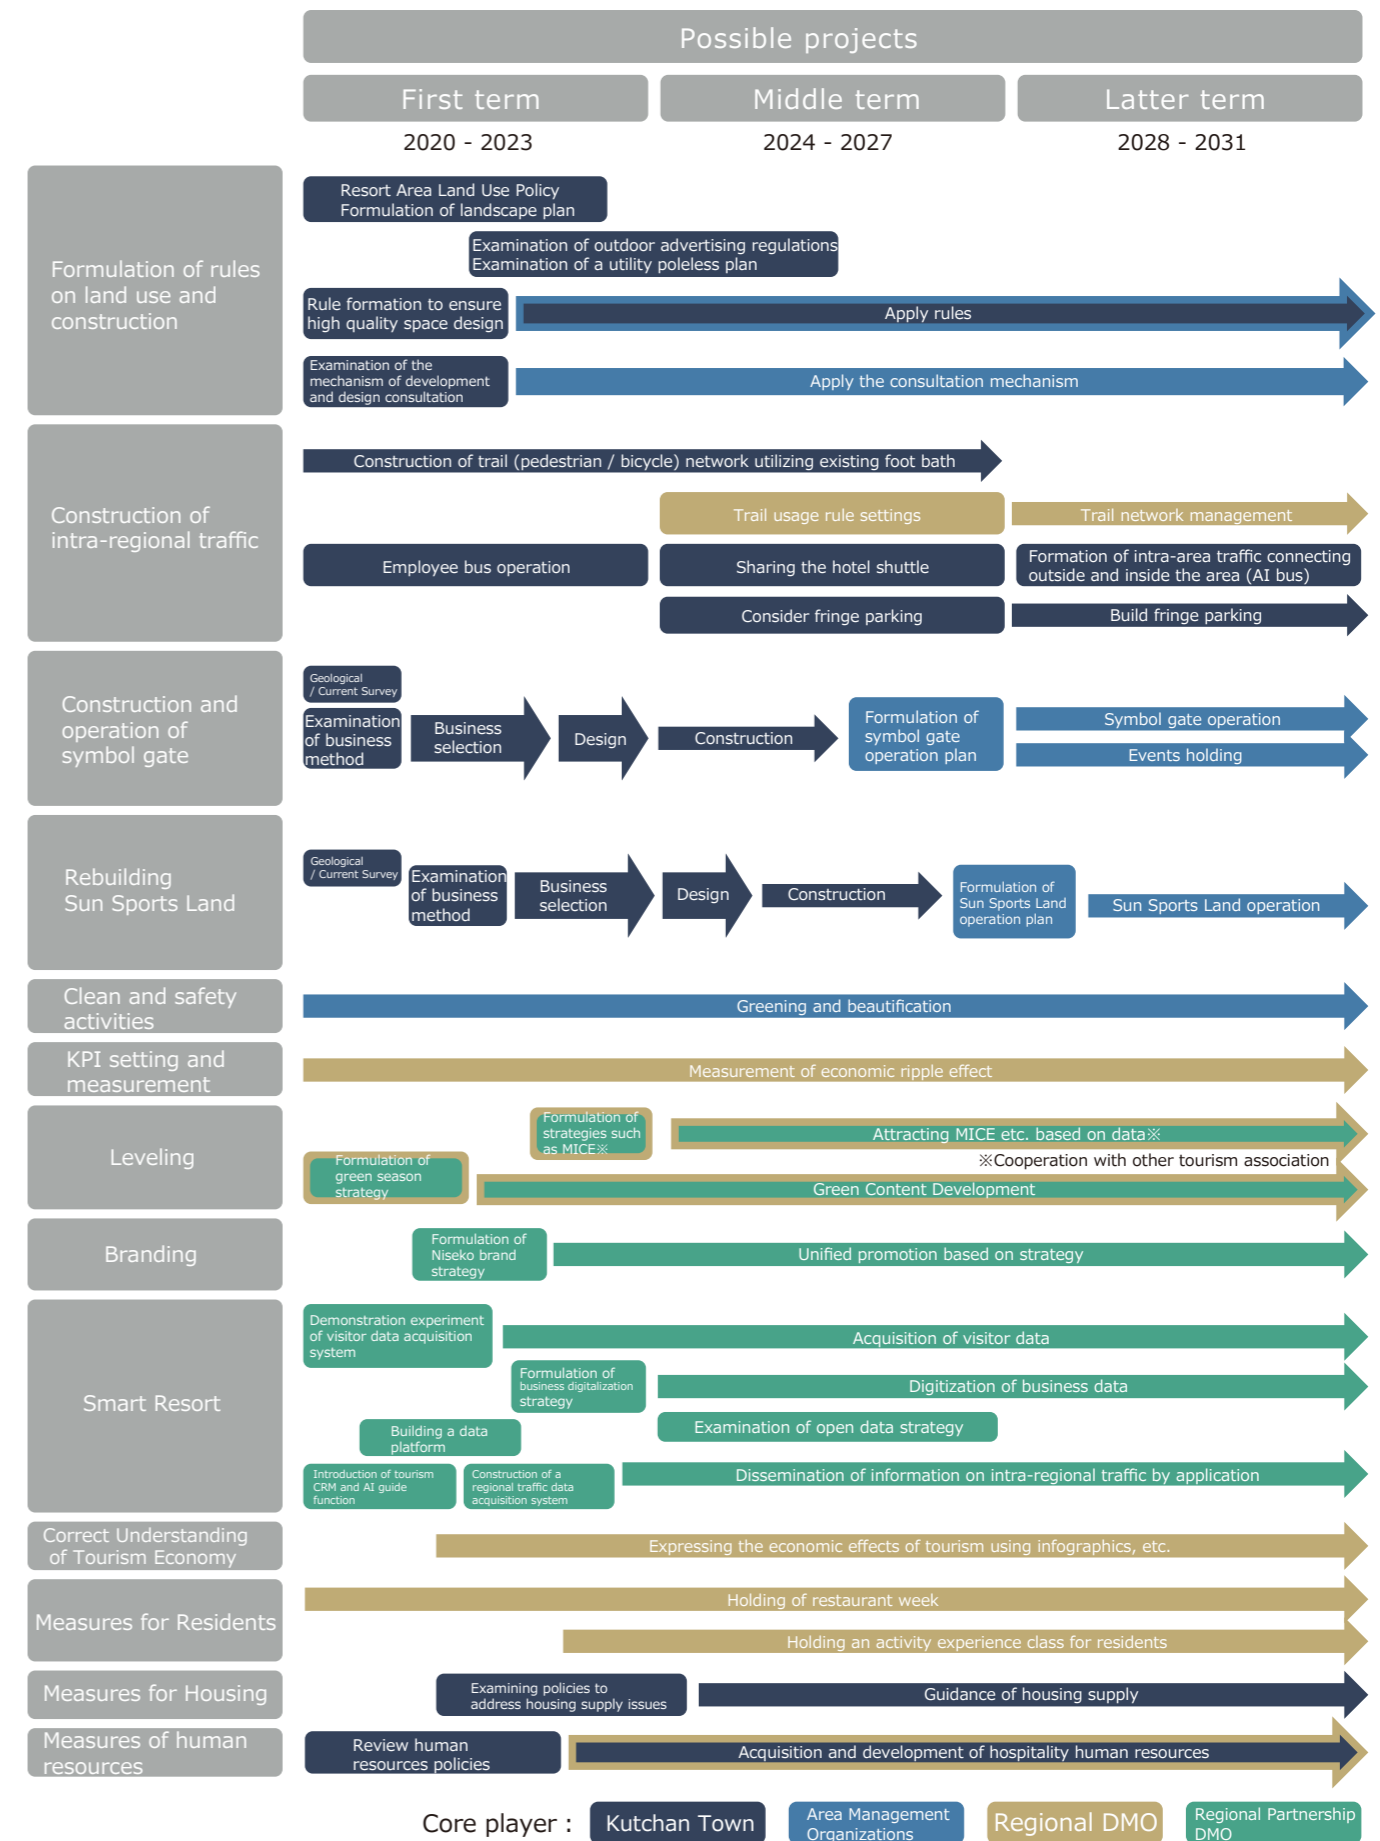 Possible projects
First term
Middle term
Latter term
2020 - 2023
2024 - 2027
2028 - 2031
Formulation of rules
on land use and
construction
Resort Area Land Use Policy
Formulation of landscape plan
Examination of outdoor advertising regulations
Examination of a utility poleless plan
Rule formation to ensure
high quality space design
Apply rules
Examination of the
mechanism of development
and design consultation
Apply the consultation mechanism
Construction of
intra-regional traffic
Construction of trail (pedestrian / bicycle) network utilizing existing foot bath
Trail usage rule settings
Trail network management
Employee bus operation
Sharing the hotel shuttle
Formation of intra-area traffic connecting
outside and inside the area (AI bus)
Consider fringe parking
Build fringe parking
Construction and
operation of
symbol gate
Geological
/ Current Survey
Examination
of business
method
Business
selection
Design
Construction
Formulation of
symbol gate
operation plan
Symbol gate operation
Events holding
Rebuilding
Sun Sports Land
Geological
/ Current Survey
Examination
of business
method
Business
selection
Design
Construction
Formulation of
Sun Sports Land
operation plan
Sun Sports Land operation
Clean and safety
activities
Greening and beautification
KPI setting and
measurement
Measurement of economic ripple effect
Leveling
Formulation of
strategies such
as MICE※
Attracting MICE etc. based on data※
※Cooperation with other tourism association
Formulation of
green season
strategy
Green Content Development
Branding
Formulation of
Niseko brand
strategy
Unified promotion based on strategy
Smart Resort
Demonstration experiment
of visitor data acquisition
system
Acquisition of visitor data
Formulation of
business digitalization
strategy
Digitization of business data
Building a data
platform
Examination of open data strategy
Introduction of tourism
CRM and AI guide
function
Construction of a
regional traffic data
acquisition system
Dissemination of information on intra-regional traffic by application
Correct Understanding
of Tourism Economy
Expressing the economic effects of tourism using infographics, etc.
Measures for Residents
Holding of restaurant week
Holding an activity experience class for residents
Measures for Housing
Examining policies to
address housing supply issues
Guidance of housing supply
Measures of human
resources
Review human
resources policies
Acquisition and development of hospitality human resources
Core player :
Kutchan Town
Area Management
Organizations
Regional DMO
Regional Partnership
DMO